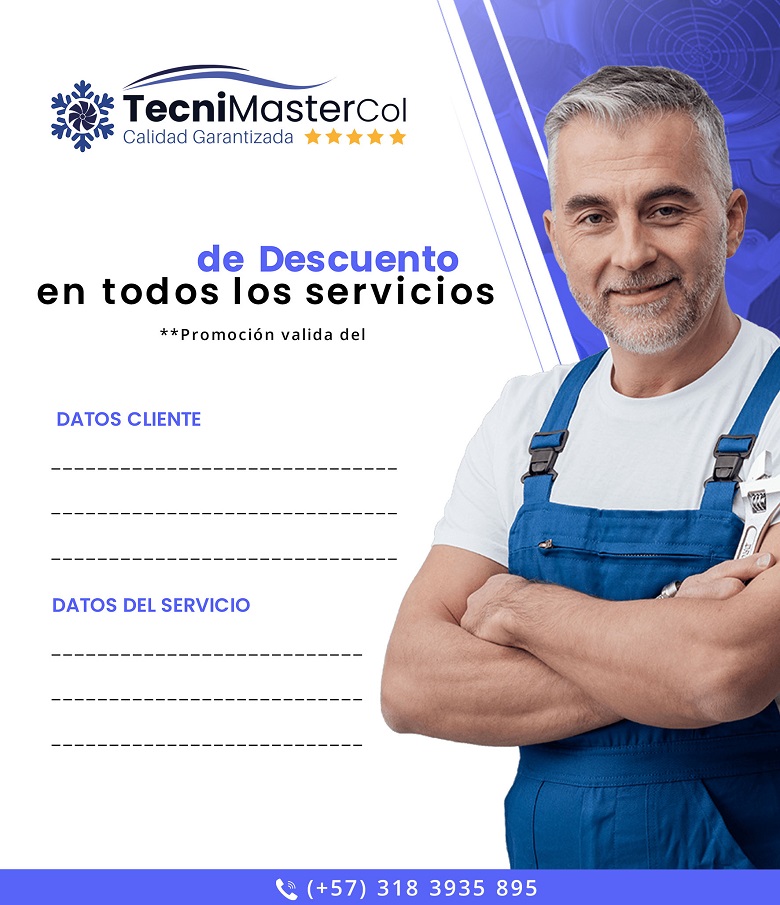 TecniMasterCol
Calidad Garantizada
de Descuento
en todos los servicios
**Promoción valida del
DATOS CLIENTE
DATOS DEL SERVICIO
(+57) 318 3935 895